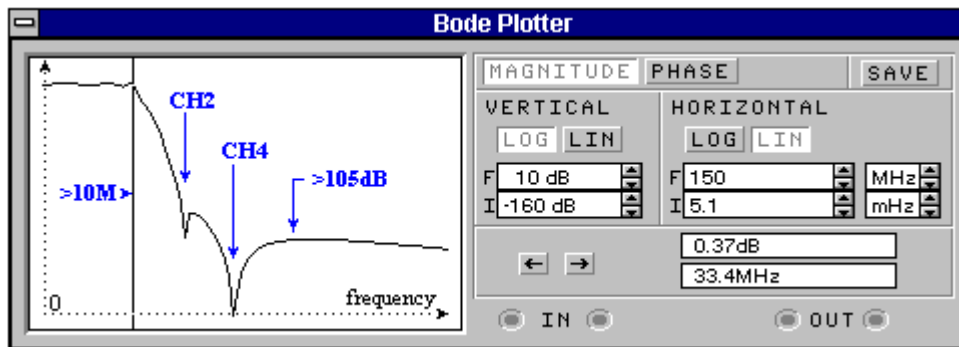 Bode Plotter
CH2
CH4
>10M
>105dB
0
frequency
MAGNITUDE PHASE SAVE
VERTICAL HORIZONTAL
LOG LIN LOG LIN
F 10 dB F 150 MHz
I -160 dB I 5.1 mHz
0.37dB
33.4MHz
IN OUT